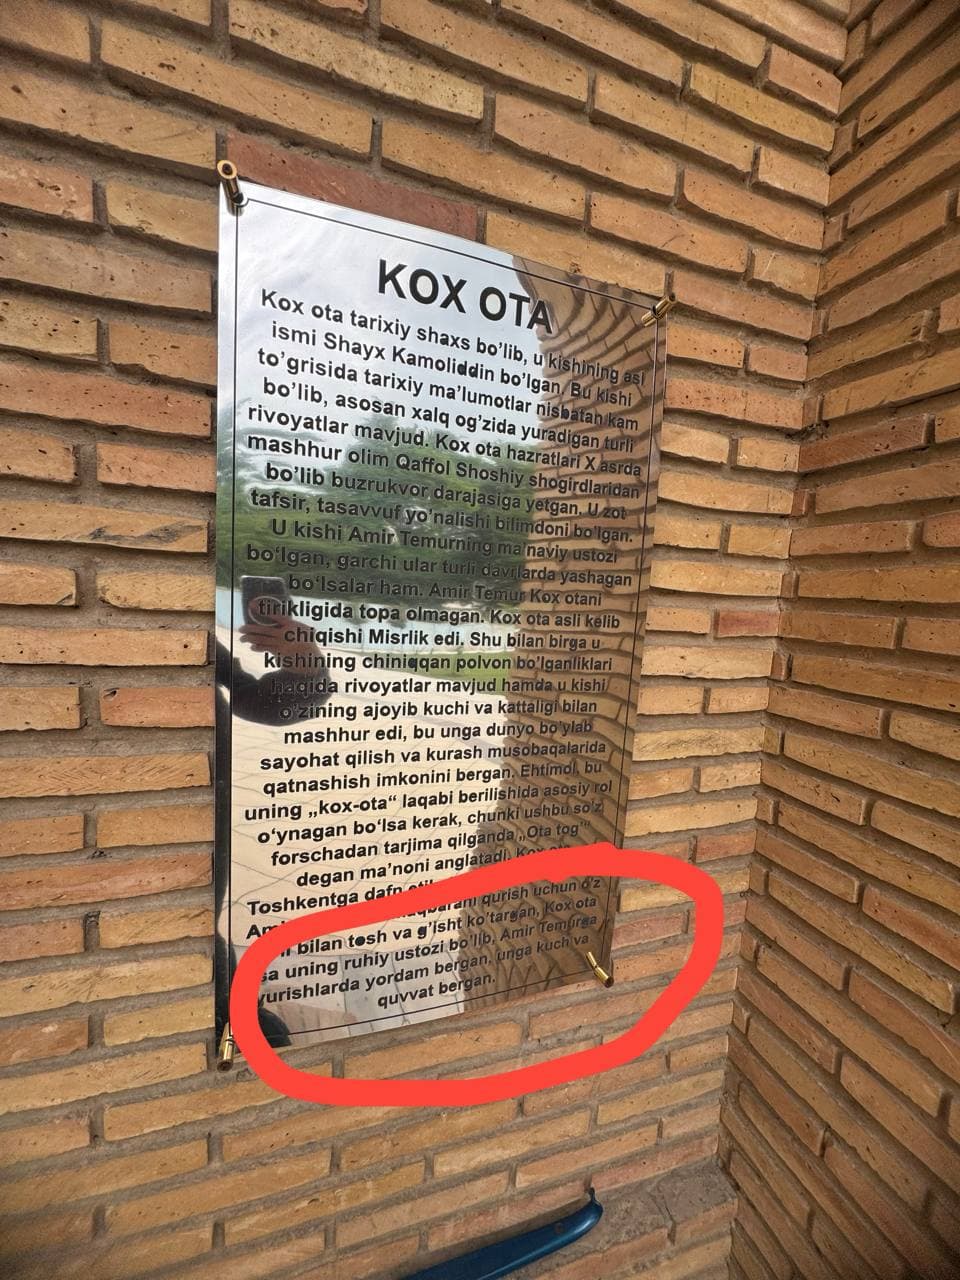 KOX OTA
Kox ota tarixiy shaxs bo'lib, u kishining asl
ismi Shayx Kamoliddin bo'lgan. Bu kishi
to'grisida tarixiy ma'lumotlar nisbatan kam
bo'lib, asosan xalq og'zida yuradigan turli
rivoyatlar mavjud. Kox ota hazratlari X asrda
mashhur olim Qaffol Shoshiy shogirdlaridan
bo'lib buzrukvor darajasiga yetgan. U zot
tafsir, tasavvuf yo'nalishi bilimdoni bo'lgan.
U kishi Amir Temurning ma'naviy ustozi
bo'lgan, garchi ular turli davrlarda yashagan
bo'lsalar ham. Amir Temur Kox otani
tirikligida topa olmagan. Kox ota asli kelib
chiqishi Misrlik edi. Shu bilan birga u
kishining chiniqqan polvon bo'lganliklari
haqida rivoyatlar mavjud hamda u kishi
o'zining ajoyib kuchi va kattaligi bilan
mashhur edi, bu unga dunyo bo'ylab
sayohat qilish va kurash musobaqalarida
qatnashish imkonini bergan. Ehtimol, bu
uning „kox-ota“ laqabi berilishida asosiy rol
o'ynagan bo'lsa kerak, chunki ushbu so'z
forschadan tarjima qilganda „Ota tog'"
degan ma'noni anglatadi. Kox
Toshkentga dafn
qurish uchun o'z
bilan tosh va g'isht ko'targan, Kox ota
uning ruhiy ustozi bo'lib, Amir Temurga
yurishlarda yordam bergan, unga kuch va
quvvat bergan.